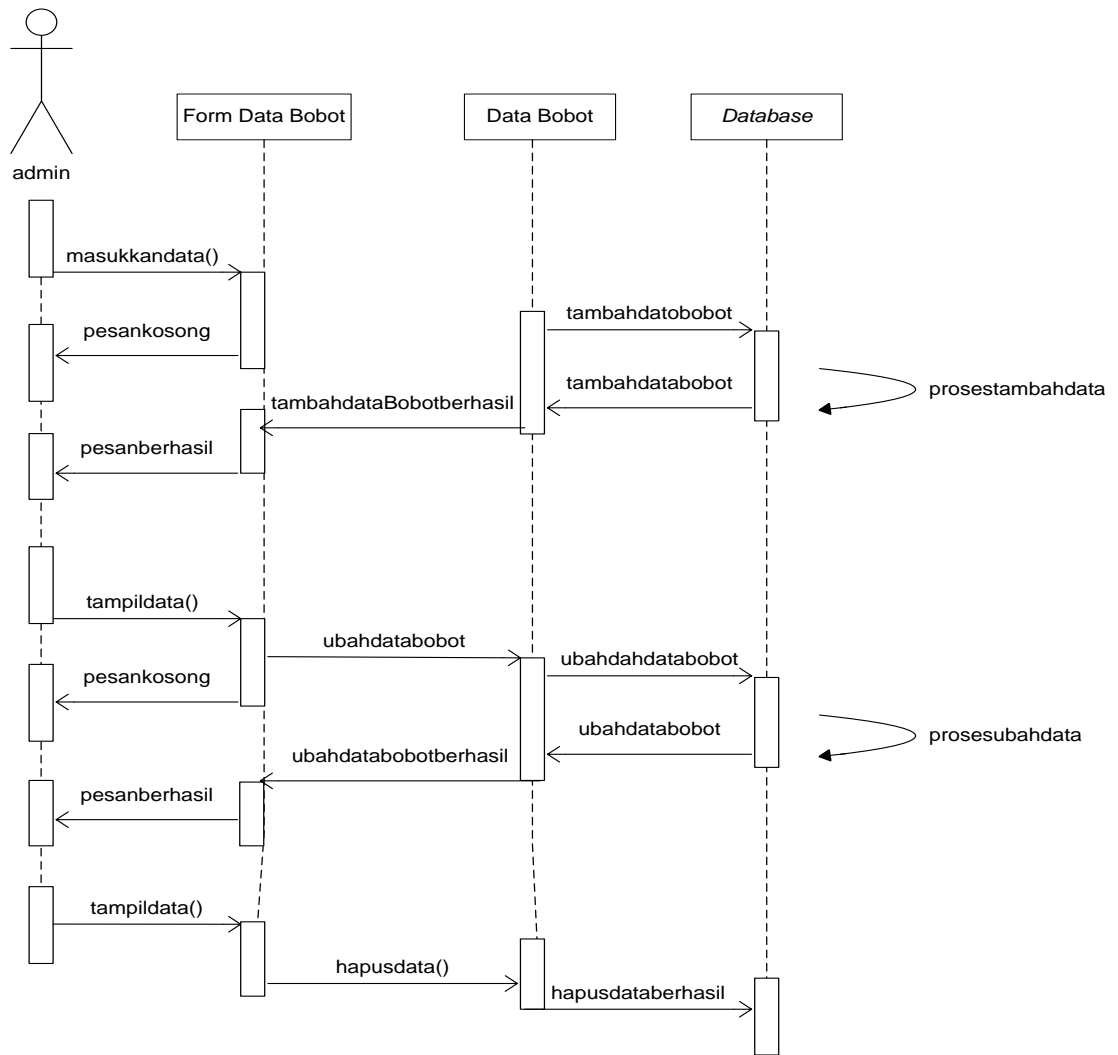 Form Data Bobot
Data Bobot
Database
admin
masukkandata()
tambahdatobobot
pesankosong
tambahdatabobot
prosestambahdata
tambahdataBobotberhasil
pesanberhasil
tampildata()
ubahdatabobot
ubahdahdatabobot
pesankosong
ubahdatabobot
prosesubahdata
ubahdatabobotberhasil
pesanberhasil
tampildata()
hapusdata()
hapusdataberhasil